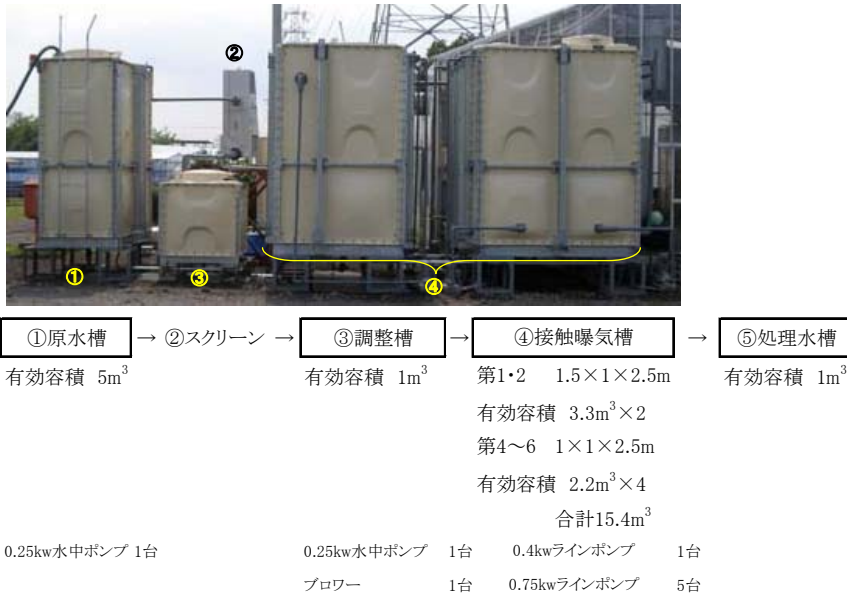 ②
①
③
④
①原水槽 → ②スクリーン → ③調整槽 → ④接触曝気槽 → ⑤処理水槽
有効容積 5m³ 有効容積 1m³ 第1・2 1.5×1×2.5m 有効容積 1m³
有効容積 3.3m³×2
第4～6 1×1×2.5m
有効容積 2.2m³×4
合計15.4m³
0.25kw水中ポンプ 1台 0.25kw水中ポンプ 1台 0.4kwラインポンプ 1台
ブロワー 1台 0.75kwラインポンプ 5台